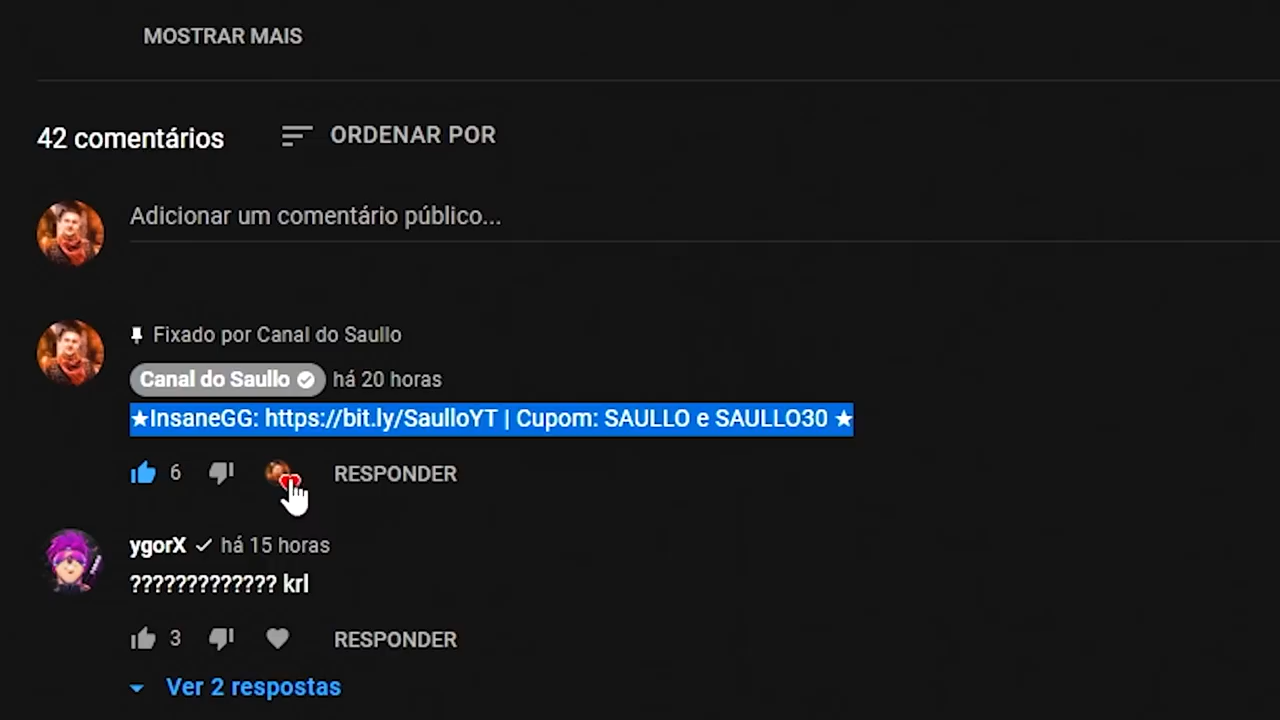 MOSTRAR MAIS
42 comentários
ORDENAR POR
Adicionar um comentário público...
Fixado por Canal do Saullo
Canal do Saullo há 20 horas
★InsaneGG: https://bit.ly/SaulloYT | Cupom: SAULLO e SAULLO30 ★
6 RESPONDER
ygorX há 15 horas
????????????? krl
3 RESPONDER
Ver 2 respostas